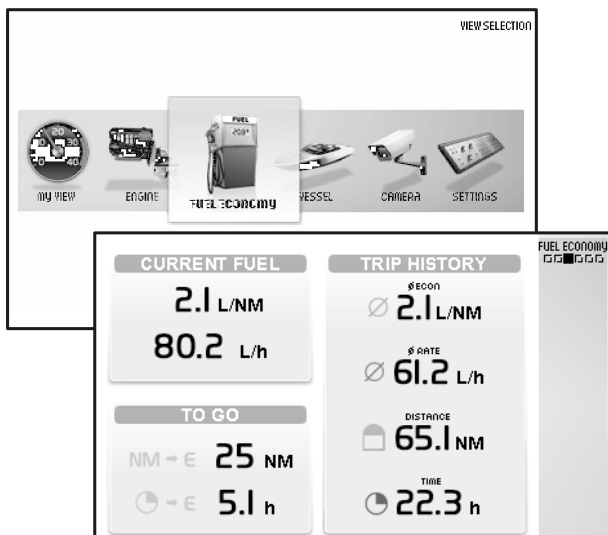 VIEW SELECTION
FUEL
MY VIEW
ENGINE
FUEL ECONOMY
VESSEL
CAMERA
SETTINGS
FUEL ECONOMY
CURRENT FUEL
2.1 L/NM
80.2 L/h
TO GO
NM → E 25 NM
→ E 5.1 h
TRIP HISTORY
Ø ECON
Ø 2.1 L/NM
Ø RATE
Ø 61.2 L/h
DISTANCE
65.1 NM
TIME
22.3 h